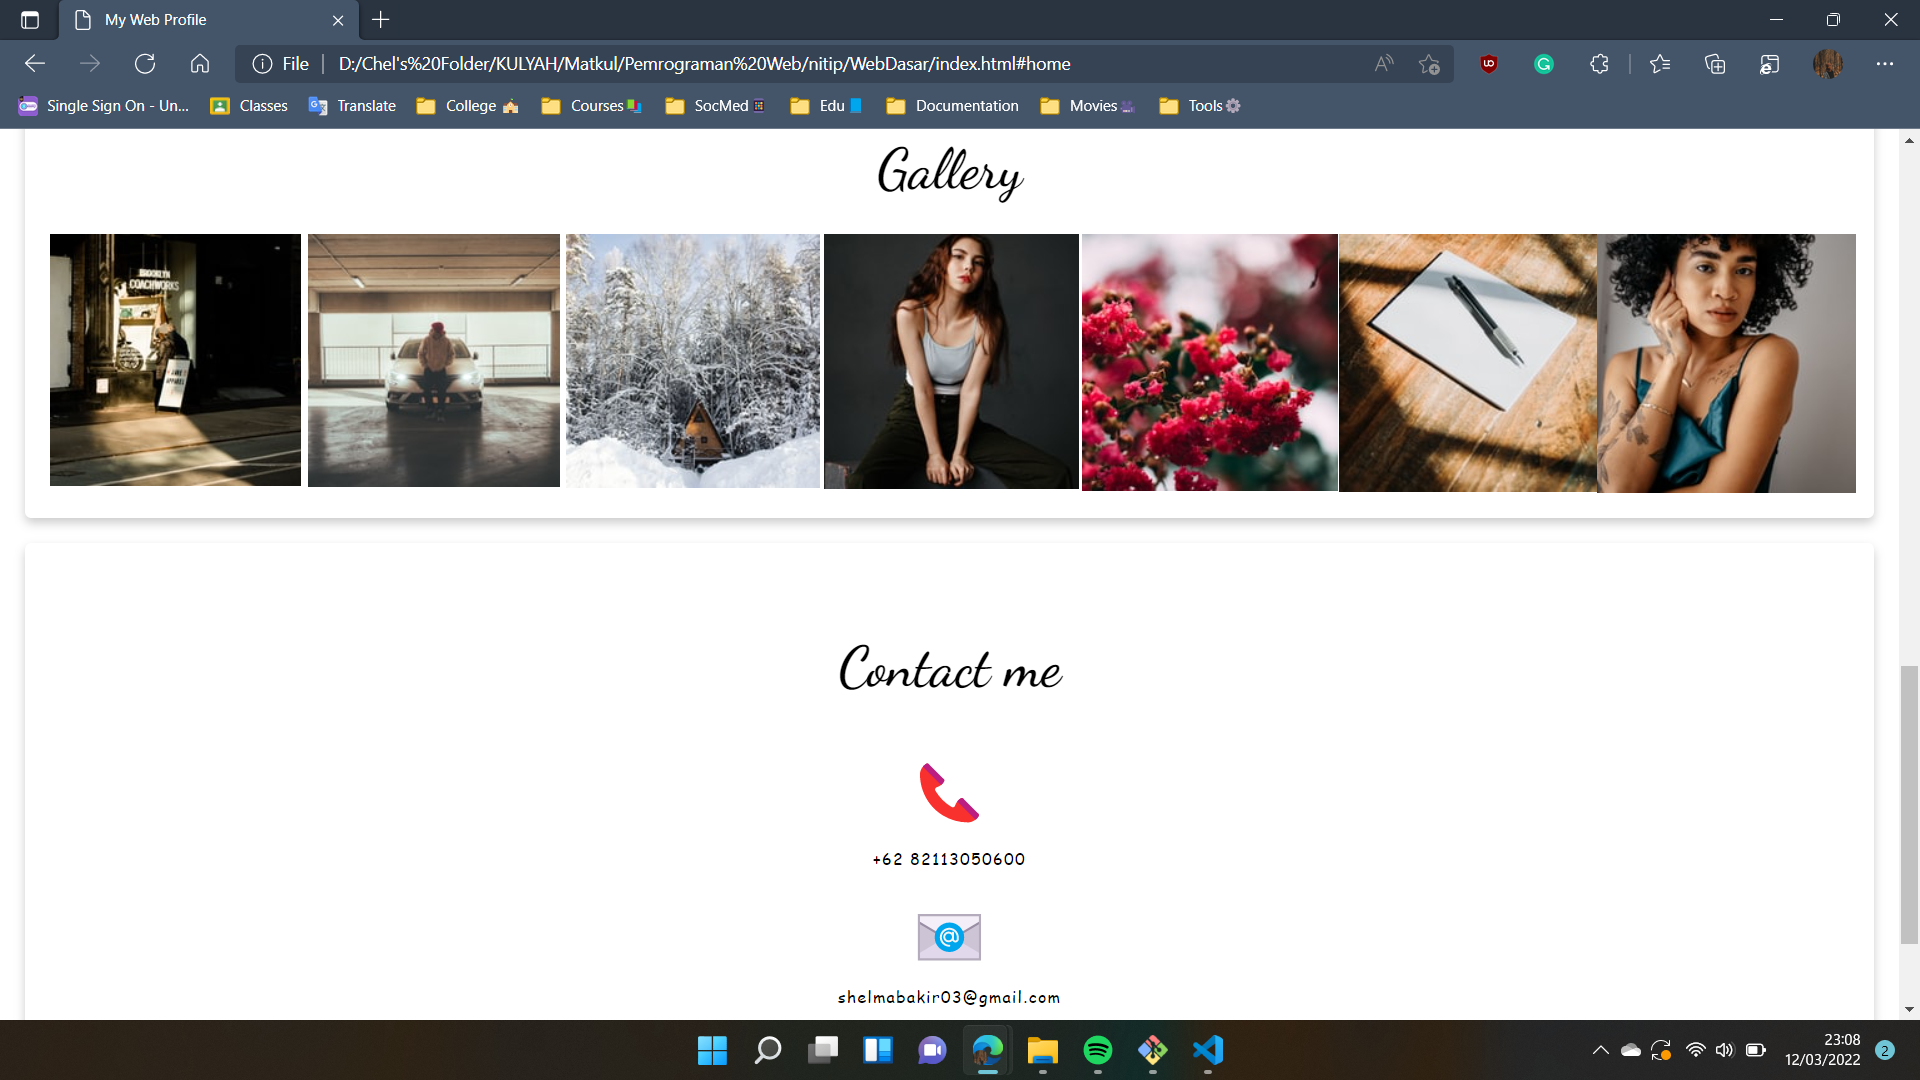 My Web Profile
File
D:/Chel's%20Folder/KULYAH/Matkul/Pemrograman%20Web/nitip/WebDasar/index.html#home
Single Sign On - Un...
Classes
Translate
College
Courses
SocMed
Edu
Documentation
Movies
Tools
Gallery
BROOKLYN
COACHWORKS
Contact me
+62 82113050600
shelmabakir03@gmail.com
23:08
12/03/2022
2